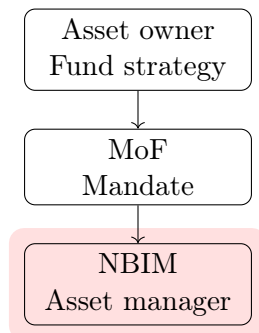 Asset owner
Fund strategy
MoF
Mandate
NBIM
Asset manager